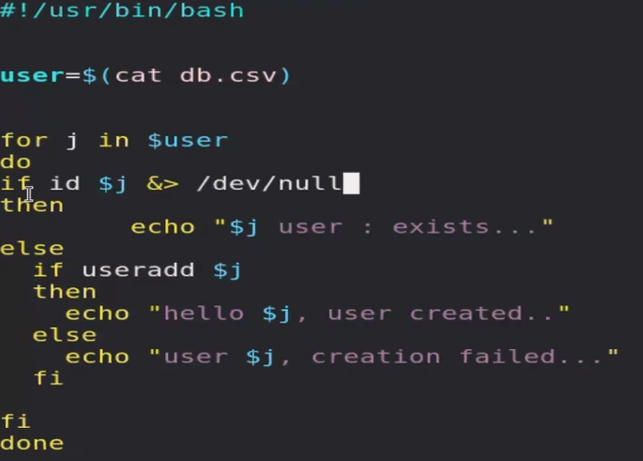 #!/usr/bin/bash
user=$(cat db.csv)
for j in $user
do
if id $j &> /dev/null
then
echo "$j user : exists..."
else
if useradd $j
then
echo "hello $j, user created.."
else
echo "user $j, creation failed..."
fi
fi
done